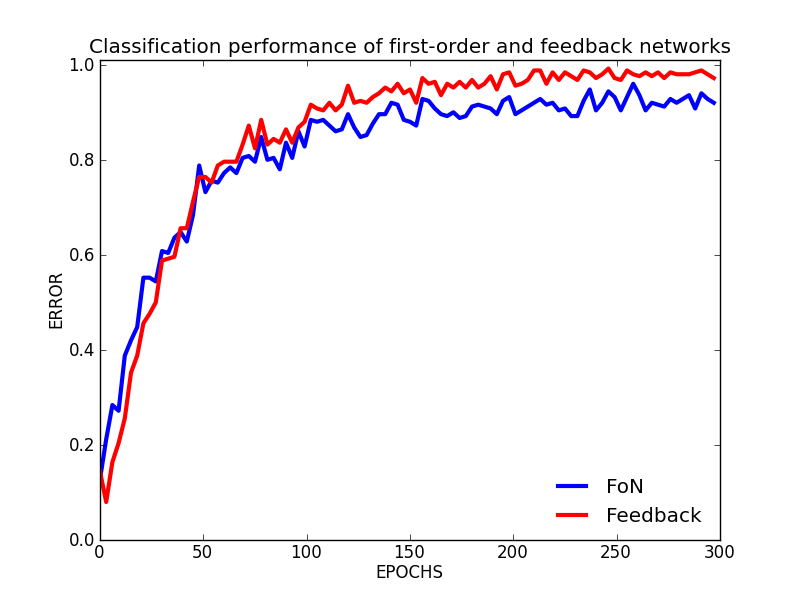 Classification performance of first-order and feedback networks
1.0
0.8
0.6
0.4
0.2
0.0
ERROR
FoN
Feedback
0 50 100 150 200 250 300
EPOCHS